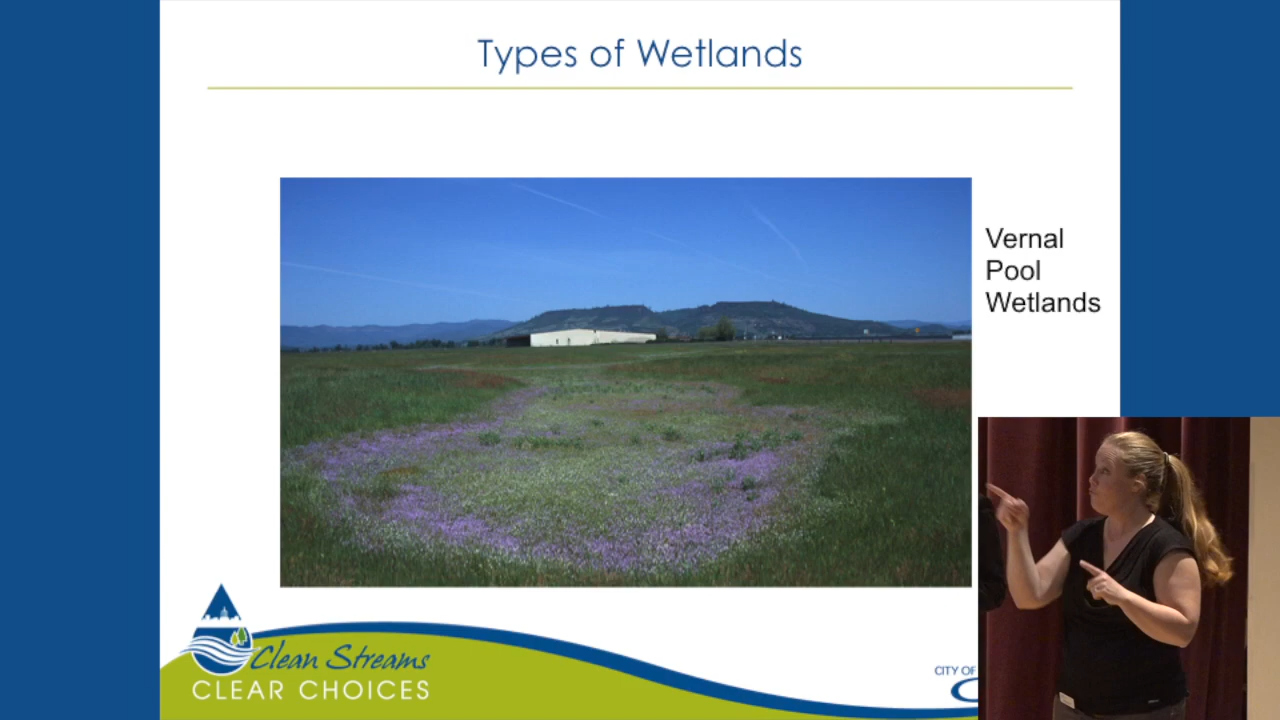 Types of Wetlands
Vernal
Pool
Wetlands
Clean Streams
CLEAR CHOICES
CITY OF